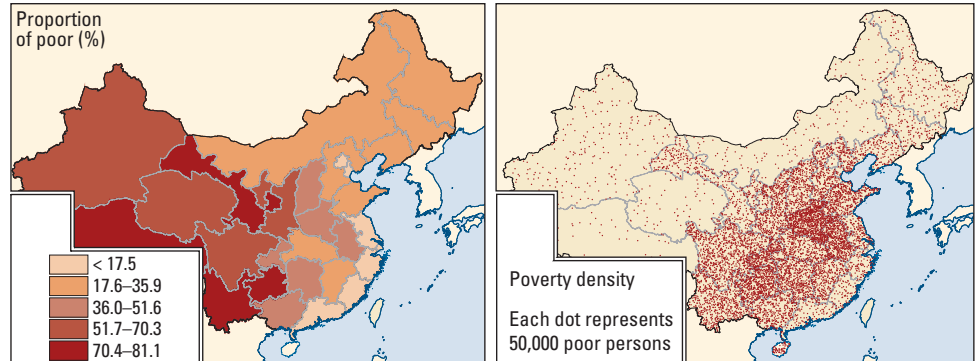 Proportion
of poor (%)
< 17.5
17.6–35.9
36.0–51.6
51.7–70.3
70.4–81.1
Poverty density
Each dot represents
50,000 poor persons